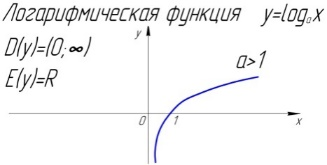 Логарифмическая функция y=logₐx
D(y)=(0;∞)
E(y)=R
y
a>1
0 1 x